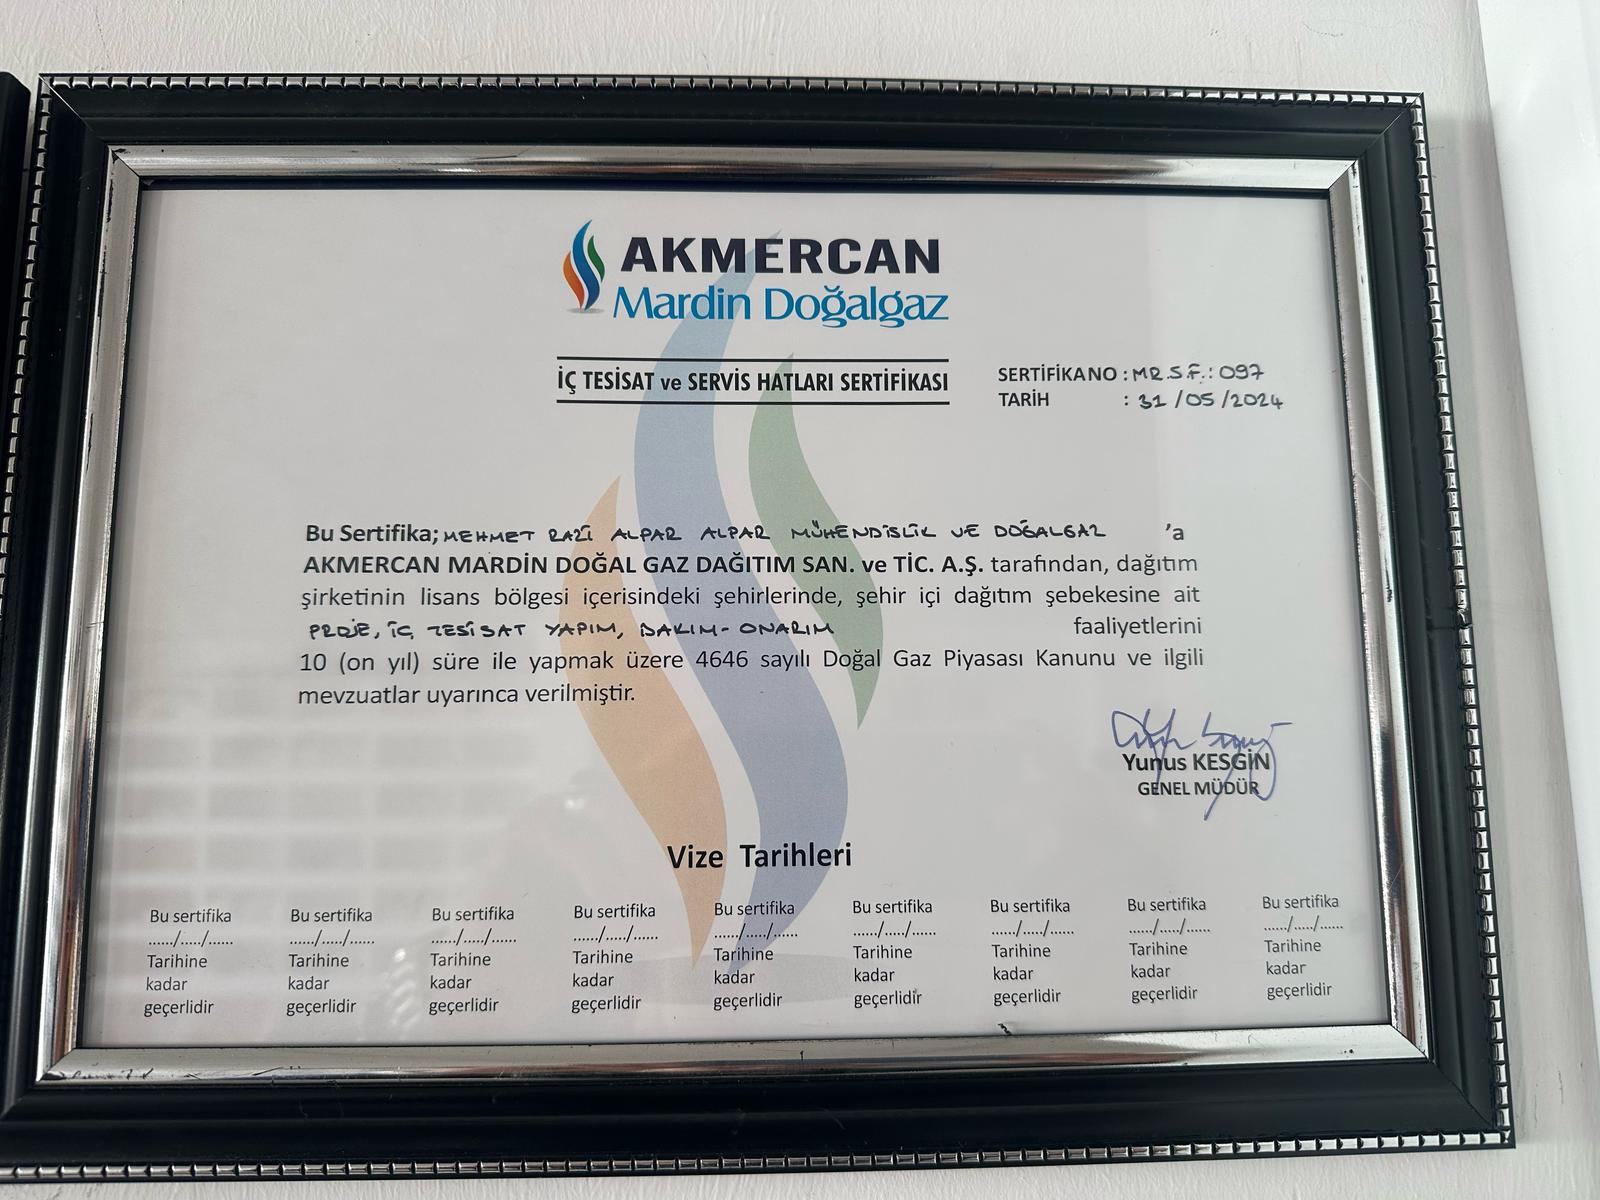 AKMERCAN
Mardin Doğalgaz
İÇ TESİSAT ve SERVİS HATLARI SERTİFİKASI
SERTİFİKA NO : MR.S.F.: 097
TARİH : 31 /05 /2024
Bu Sertifika; MEHMET RAZİ ALPAR ALPAR MÜHENDİSLİK VE DOĞALGAZ 'a
AKMERCAN MARDİN DOĞAL GAZ DAĞITIM SAN. ve TİC. A.Ş. tarafından, dağıtım
şirketinin lisans bölgesi içerisindeki şehirlerinde, şehir içi dağıtım şebekesine ait
PROJE, İÇ TESİSAT YAPIM, BAKIM- ONARIM faaliyetlerini
10 (on yıl) süre ile yapmak üzere 4646 sayılı Doğal Gaz Piyasası Kanunu ve ilgili
mevzuatlar uyarınca verilmiştir.
Yunus KESGİN
GENEL MÜDÜR
Vize Tarihleri
Bu sertifika Bu sertifika Bu sertifika Bu sertifika Bu sertifika Bu sertifika Bu sertifika Bu sertifika Bu sertifika
....../...../...... ....../...../...... ....../...../...... ....../...../...... ....../...../...... ....../...../...... ....../...../...... ....../...../...... ....../...../......
Tarihine Tarihine Tarihine Tarihine Tarihine Tarihine Tarihine Tarihine Tarihine
kadar kadar kadar kadar kadar kadar kadar kadar kadar
geçerlidir geçerlidir geçerlidir geçerlidir geçerlidir geçerlidir geçerlidir geçerlidir geçerlidir